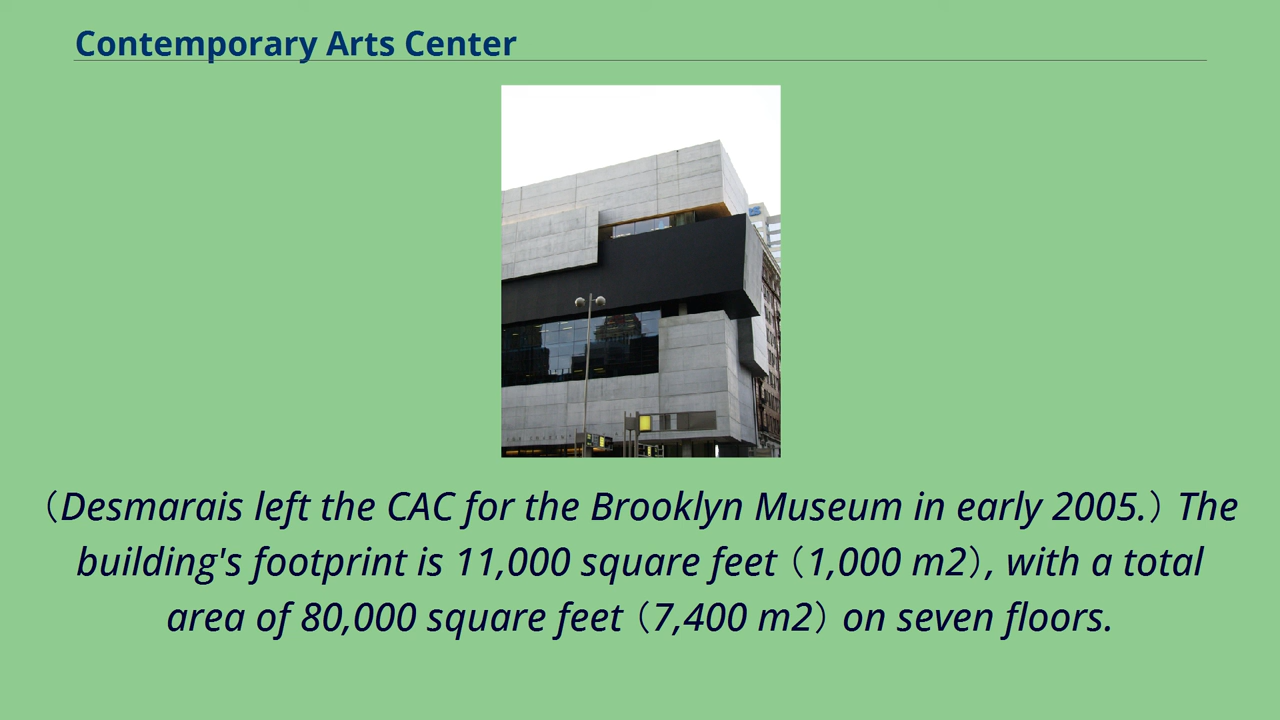 Contemporary Arts Center
（Desmarais left the CAC for the Brooklyn Museum in early 2005.） The
building's footprint is 11,000 square feet （1,000 m2）, with a total
area of 80,000 square feet （7,400 m2） on seven floors.